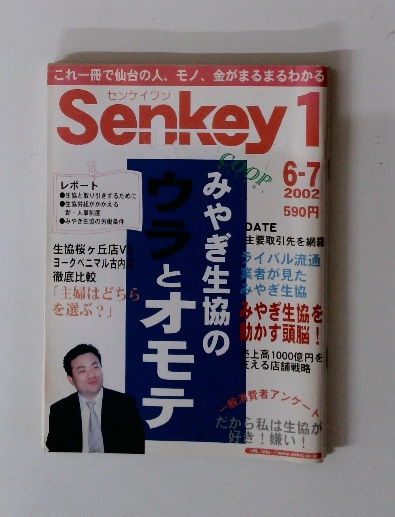 これ一冊で仙台の人、モノ、金がまるまるわかる
センケイワン
Senkey 1
6-7
2002
590円
COOP
みやぎ生協の
ウラとオモテ
レポート
●生協と取り引きするために
●生協労組がかかえる
新・人事制度
●みやぎ生協の労働条件
生協桜ヶ丘店VS
ヨークベニマル古内
徹底比較
「主婦はどちら
を選ぶ?」
DATE
主要取引先を網羅
ライバル流通
業者が見た
みやぎ生協
みやぎ生協を
動かす頭脳!
売上高1000億円を
支える店舗戦略
一般消費者アンケート
だから私は生協が
好き!嫌い!